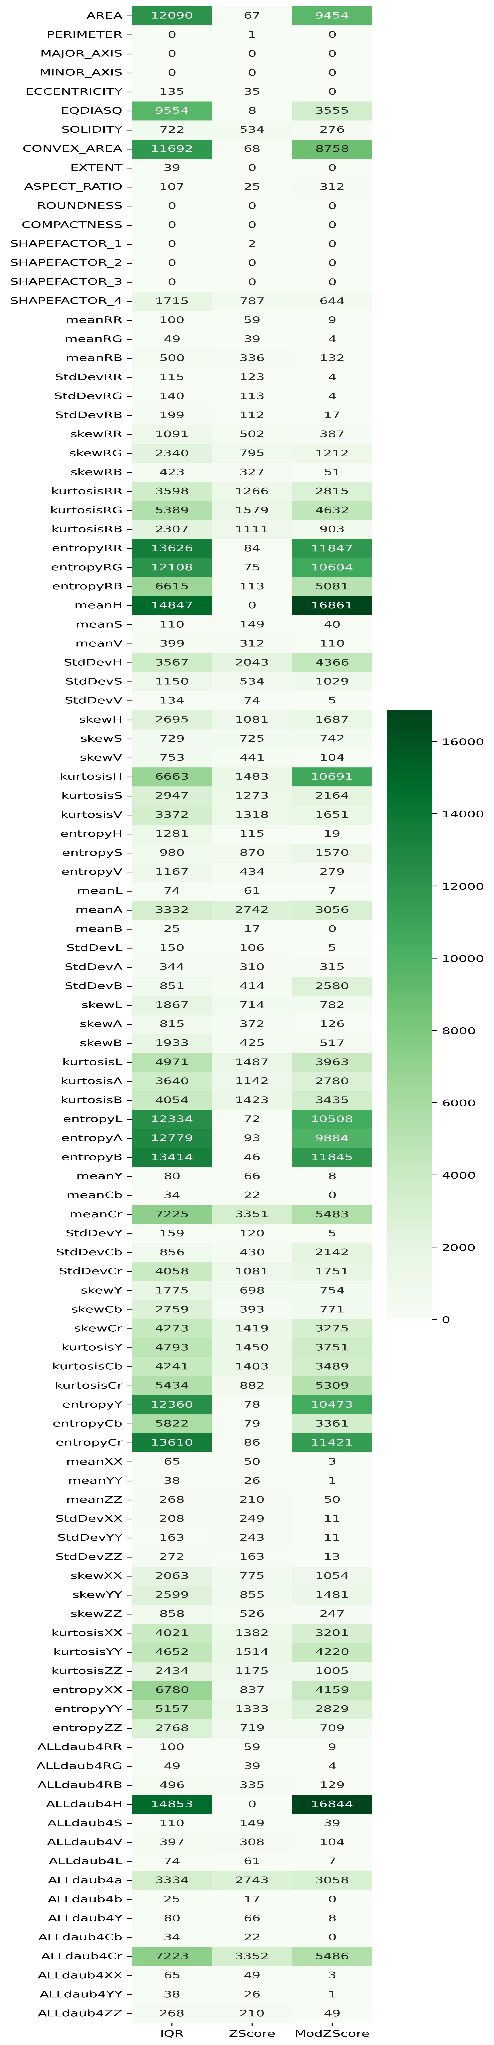 AREA 12090 67 9454
PERIMETER 0 1 0
MAJOR_AXIS 0 0 0
MINOR_AXIS 0 0 0
ECCENTRICITY 135 35 0
EQDIASQ 9554 8 3555
SOLIDITY 722 534 276
CONVEX_AREA 11692 68 8758
EXTENT 39 0 0
ASPECT_RATIO 107 25 312
ROUNDNESS 0 0 0
COMPACTNESS 0 0 0
SHAPEFACTOR_1 0 2 0
SHAPEFACTOR_2 0 0 0
SHAPEFACTOR_3 0 0 0
SHAPEFACTOR_4 1715 787 644
meanRR 100 59 9
meanRG 49 39 4
meanRB 500 336 132
StdDevRR 115 123 4
StdDevRG 140 113 4
StdDevRB 199 112 17
skewRR 1091 502 387
skewRG 2340 795 1212
skewRB 423 327 51
kurtosisRR 3598 1266 2815
kurtosisRG 5389 1579 4632
kurtosisRB 2307 1111 903
entropyRR 13626 84 11847
entropyRG 12108 75 10604
entropyRB 6615 113 5081
meanH 14847 0 16861
meanS 110 149 40
meanV 399 312 110
StdDevH 3567 2043 4366
StdDevS 1150 534 1029
StdDevV 134 74 5
skewH 2695 1081 1687
skewS 729 725 742
skewV 753 441 104
kurtosisH 6663 1483 10691
kurtosisS 2947 1273 2164
kurtosisV 3372 1318 1651
entropyH 1281 115 19
entropyS 980 870 1570
entropyV 1167 434 279
meanL 74 61 7
meanA 3332 2742 3056
meanB 25 17 0
StdDevL 150 106 5
StdDevA 344 310 315
StdDevB 851 414 2580
skewL 1867 714 782
skewA 815 372 126
skewB 1933 425 517
kurtosisL 4971 1487 3963
kurtosisA 3640 1142 2780
kurtosisB 4054 1423 3435
entropyL 12334 72 10508
entropyA 12779 93 9884
entropyB 13414 46 11845
meanY 80 66 8
meanCb 34 22 0
meanCr 7225 3351 5483
StdDevY 159 120 5
StdDevCb 856 430 2142
StdDevCr 4058 1081 1751
skewY 1775 698 754
skewCb 2759 393 771
skewCr 4273 1419 3275
kurtosisY 4793 1450 3751
kurtosisCb 4241 1403 3489
kurtosisCr 5434 882 5309
entropyY 12360 78 10473
entropyCb 5822 79 3361
entropyCr 13610 86 11421
meanXX 65 50 3
meanYY 38 26 1
meanZZ 268 210 50
StdDevXX 208 249 11
StdDevYY 163 243 11
StdDevZZ 272 163 13
skewXX 2063 775 1054
skewYY 2599 855 1481
skewZZ 858 526 247
kurtosisXX 4021 1382 3201
kurtosisYY 4652 1514 4220
kurtosisZZ 2434 1175 1005
entropyXX 6780 837 4159
entropyYY 5157 1333 2829
entropyZZ 2768 719 709
ALLdaub4RR 100 59 9
ALLdaub4RG 49 39 4
ALLdaub4RB 496 335 129
ALLdaub4H 14853 0 16844
ALLdaub4S 110 149 39
ALLdaub4V 397 308 104
ALLdaub4L 74 61 7
ALLdaub4a 3334 2743 3058
ALLdaub4b 25 17 0
ALLdaub4Y 80 66 8
ALLdaub4Cb 34 22 0
ALLdaub4Cr 7223 3352 5486
ALLdaub4XX 65 49 3
ALLdaub4YY 38 26 1
ALLdaub4ZZ 268 210 49
IQR ZScore ModZScore
16000
14000
12000
10000
8000
6000
4000
2000
0